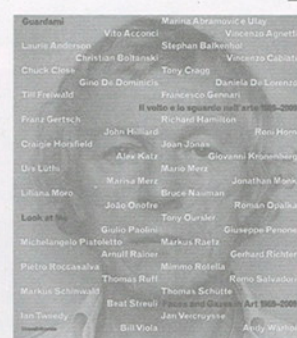 Guardami Marina Abramovic e Ulay
Vito Acconci Vincenzo Agnetti
Laurie Anderson Stephan Balkenhol
Christian Boltanski Vincenzo Cabiati
Chuck Close Tony Cragg
Gino De Dominicis Daniela De Lorenzo
Till Freiwald Francesco Gennari
Il volto e lo sguardo nell'arte 1969-2009
Franz Gertsch Richard Hamilton
John Hilliard Roni Horn
Craigie Horsfield Joan Jonas
Alex Katz Giovanni Kronenberg
Urs Lüthi Mario Merz
Marisa Merz Jonathan Monk
Liliana Moro Bruce Nauman
João Onofre Roman Opalka
Look at Me Tony Oursler
Giulio Paolini Giuseppe Penone
Michelangelo Pistoletto Markus Raetz
Arnulf Rainer Gerhard Richter
Pietro Roccasalva Mimmo Rotella
Thomas Ruff Remo Salvadori
Markus Schinwald Thomas Schütte
Beat Streuli Faces and Gazes in Art 1969-2009
Ian Tweedy Jan Vercruysse
Bill Viola Andy Warhol